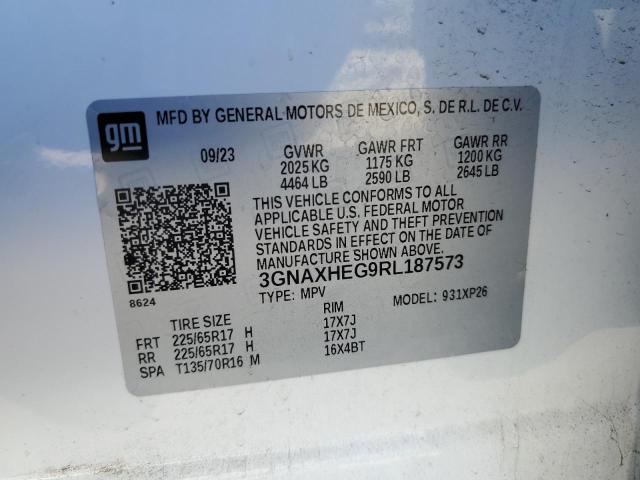 MFD BY GENERAL MOTORS DE MEXICO, S. DE R.L. DE C.V.
gm
09/23 GVWR GAWR FRT GAWR RR
2025 KG 1175 KG 1200 KG
4464 LB 2590 LB 2645 LB
THIS VEHICLE CONFORMS TO ALL
APPLICABLE U.S. FEDERAL MOTOR
VEHICLE SAFETY AND THEFT PREVENTION
STANDARDS IN EFFECT ON THE DATE OF
MANUFACTURE SHOWN ABOVE.
3GNAXHEG9RL187573
8624
TYPE: MPV MODEL: 931XP26
TIRE SIZE RIM
FRT 225/65R17 H 17X7J
RR 225/65R17 H 17X7J
SPA T135/70R16 M 16X4BT